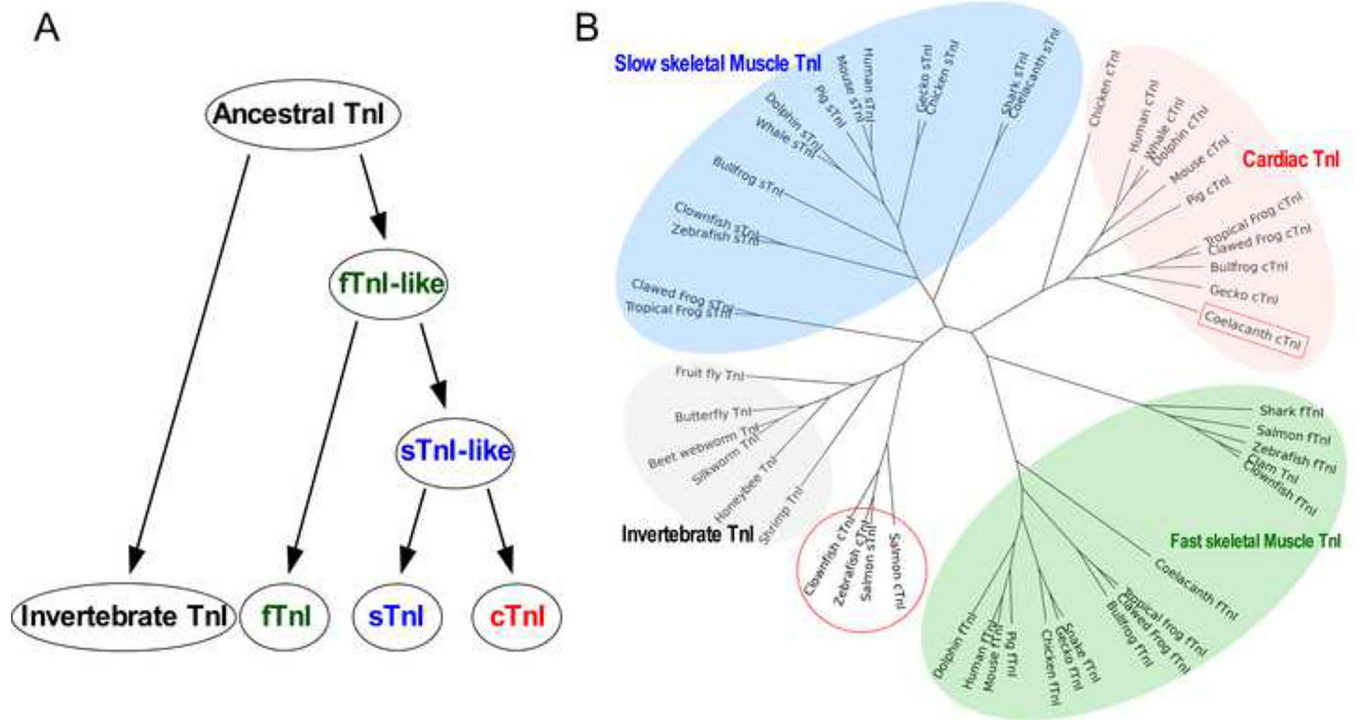 A
Ancestral TnI
fTnI-like
sTnI-like
Invertebrate TnI
fTnI
sTnI
cTnI
B
Slow skeletal Muscle TnI
Human sTnI
Mouse sTnI
Pig sTnI
Dolphin sTnI
Whale sTnI
Bullfrog sTnI
Clownfish sTnI
Zebrafish sTnI
Clawed Frog sTnI
Tropical Frog sTnI
Gecko sTnI
Chicken sTnI
Shark sTnI
Coelacanth sTnI
Chicken cTnI
Human cTnI
Whale cTnI
Dolphin cTnI
Mouse cTnI
Pig cTnI
Cardiac TnI
Tropical Frog cTnI
Clawed Frog cTnI
Bullfrog cTnI
Gecko cTnI
Coelacanth cTnI
Shark fTnI
Salmon fTnI
Zebrafish fTnI
Clam TnI
Clownfish fTnI
Fast skeletal Muscle TnI
Coelacanth fTnI
Tropical frog fTnI
Clawed Frog fTnI
Bullfrog fTnI
Snake fTnI
Gecko fTnI
Chicken fTnI
Pig fTnI
Mouse fTnI
Human fTnI
Dolphin fTnI
Salmon cTnI
Salmon sTnI
Zebrafish cTnI
Clownfish cTnI
Fruit fly TnI
Butterfly TnI
Beet webworm TnI
Silkworm TnI
Honeybee TnI
Shrimp TnI
Invertebrate TnI